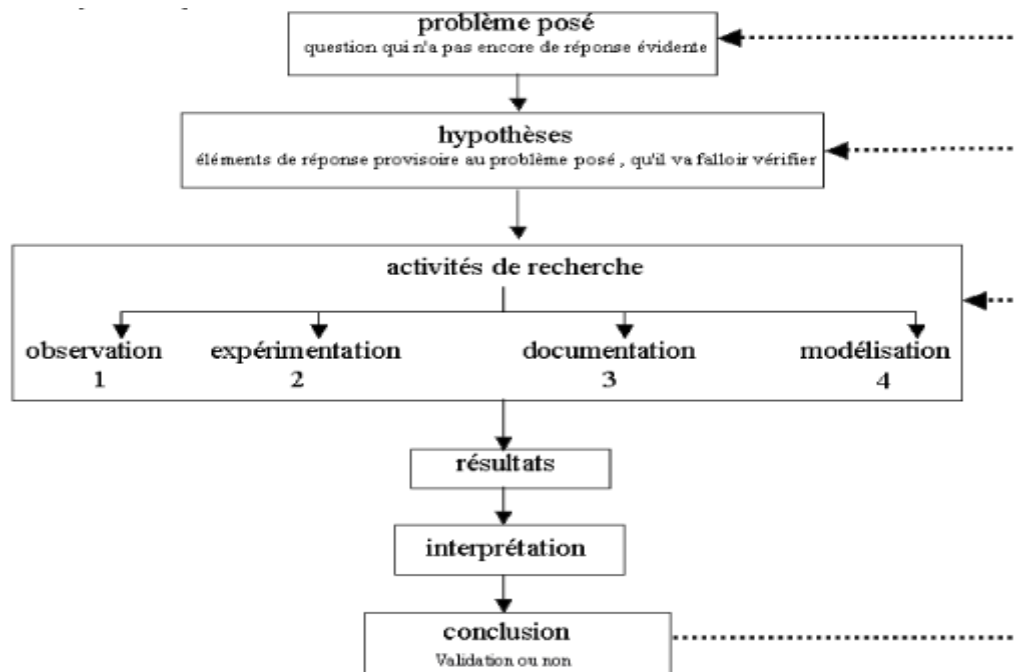 problème posé
question qui n'a pas encore de réponse évidente
hypothèses
éléments de réponse provisoire au problème posé , qu'il va falloir vérifier
activités de recherche
observation expérimentation documentation modélisation
1 2 3 4
résultats
interprétation
conclusion
Validation ou non